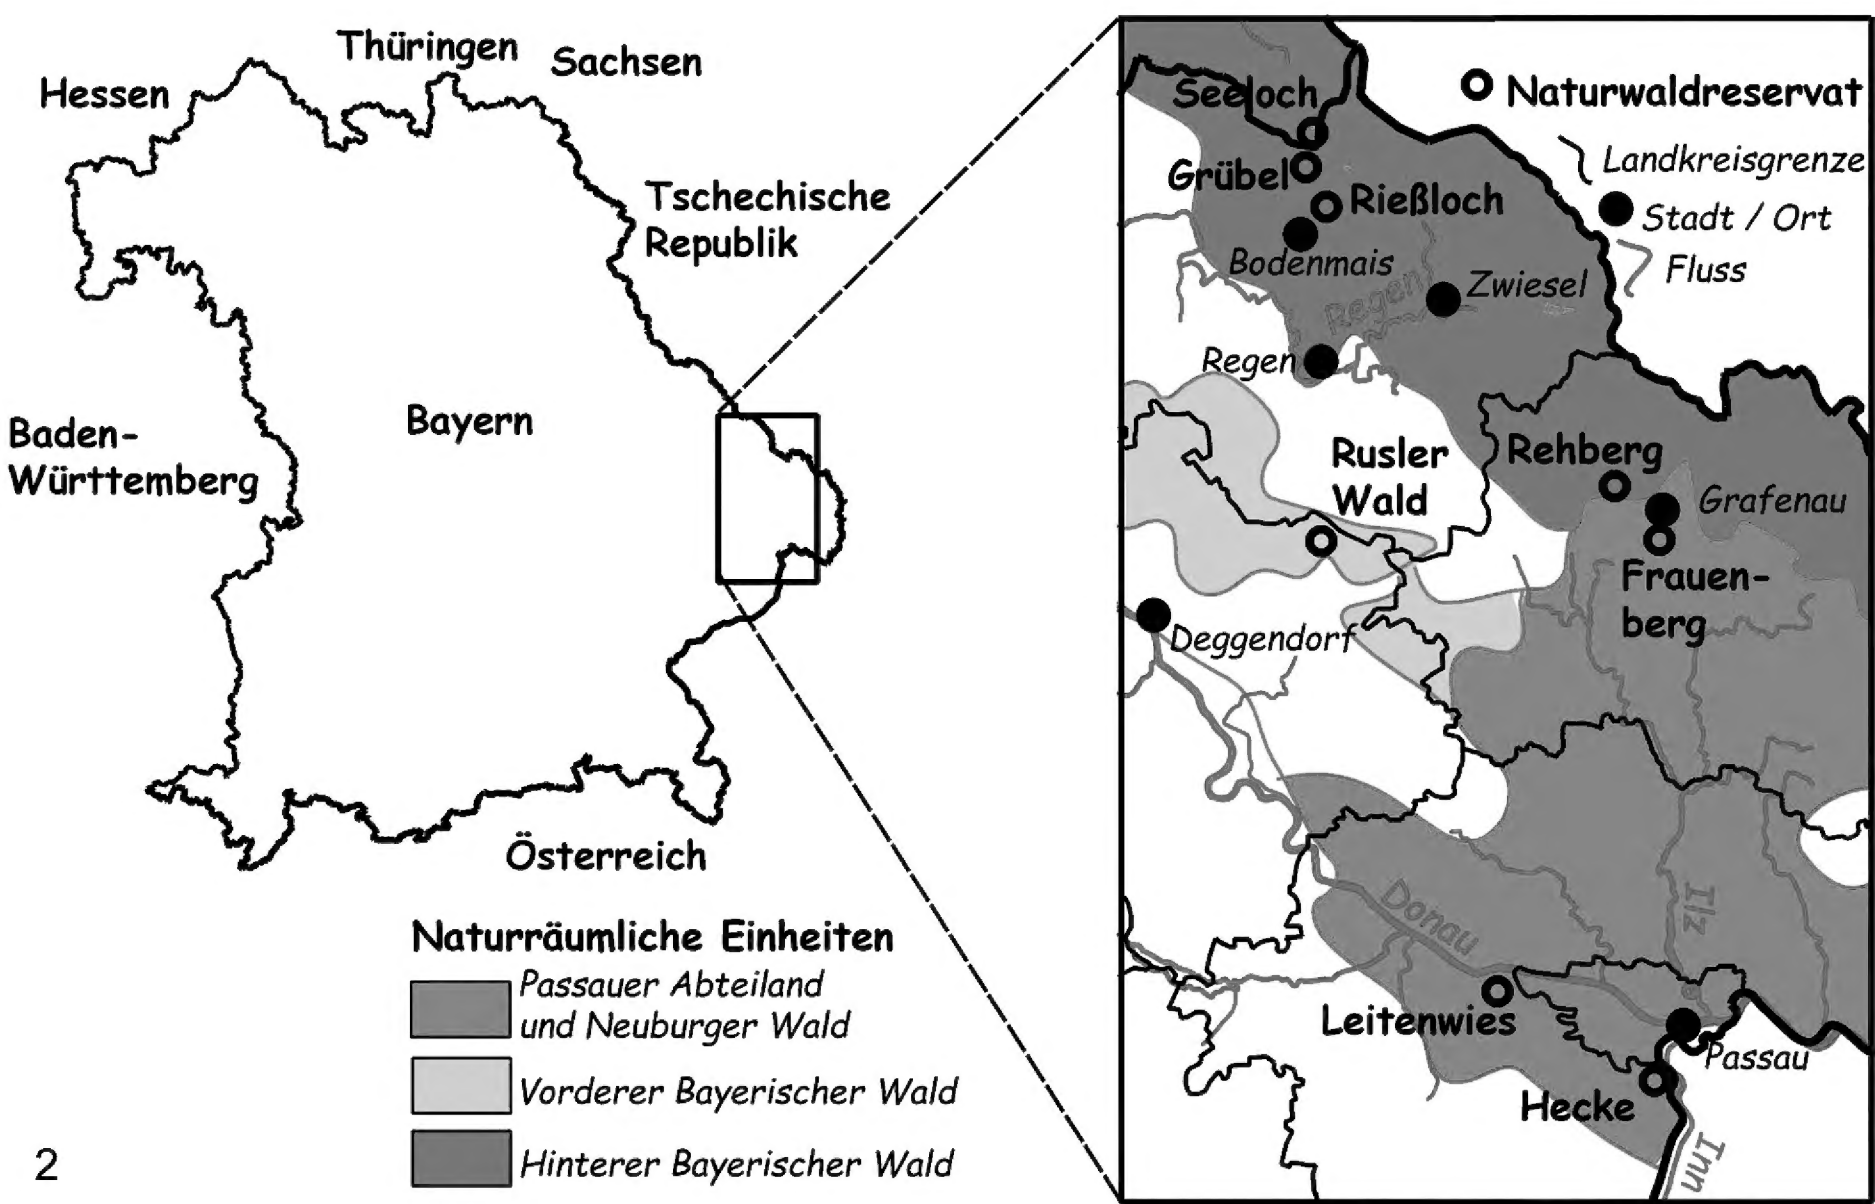 Thüringen
Sachsen
Hessen
Tschechische
Republik
Baden-
Württemberg
Bayern
Österreich
Naturräumliche Einheiten
Passauer Abteiland
und Neuburger Wald
Vorderer Bayerischer Wald
Hinterer Bayerischer Wald
2
Seeloch
Naturwaldreservat
Landkreisgrenze
Stadt / Ort
Fluss
Grübel
Rießloch
Bodenmais
Regen
Zwiesel
Regen
Rusler
Wald
Rehberg
Grafenau
Frauen-
berg
Deggendorf
Donau
Ilz
Leitenwies
Passau
Hecke
Inn